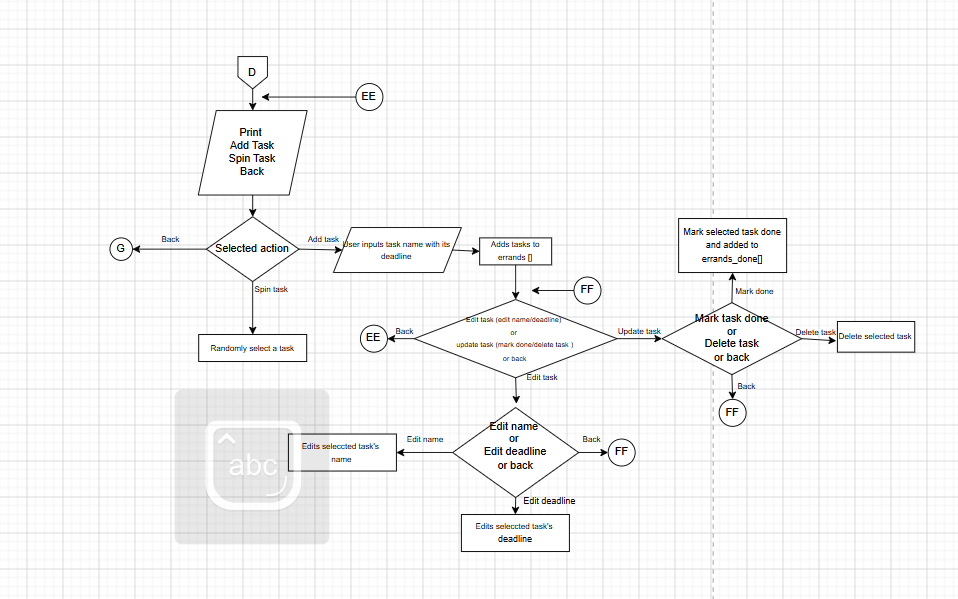 D
EE
Print
Add Task
Spin Task
Back
G
Back
Selected action
Add task
User inputs task name with its
deadline
Adds tasks to
errands []
Mark selected task done
and added to
errands_done[]
Spin task
FF
Mark done
Randomly select a task
EE
Back
Edit task (edit name/deadline)
or
update task (mark done/delete task )
or back
Update task
Mark task done
or
Delete task
or back
Delete task
Delete selected task
Edit task
Back
FF
Edits seleccted task's
name
Edit name
Edit name
or
Edit deadline
or back
Back
FF
abc
Edit deadline
Edits seleccted task's
deadline